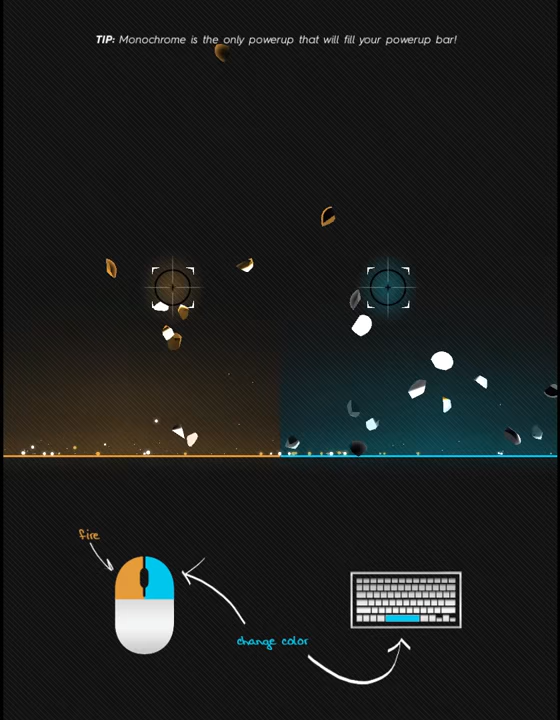 TIP: Monochrome is the only powerup that will fill your powerup bar!
fire
change color